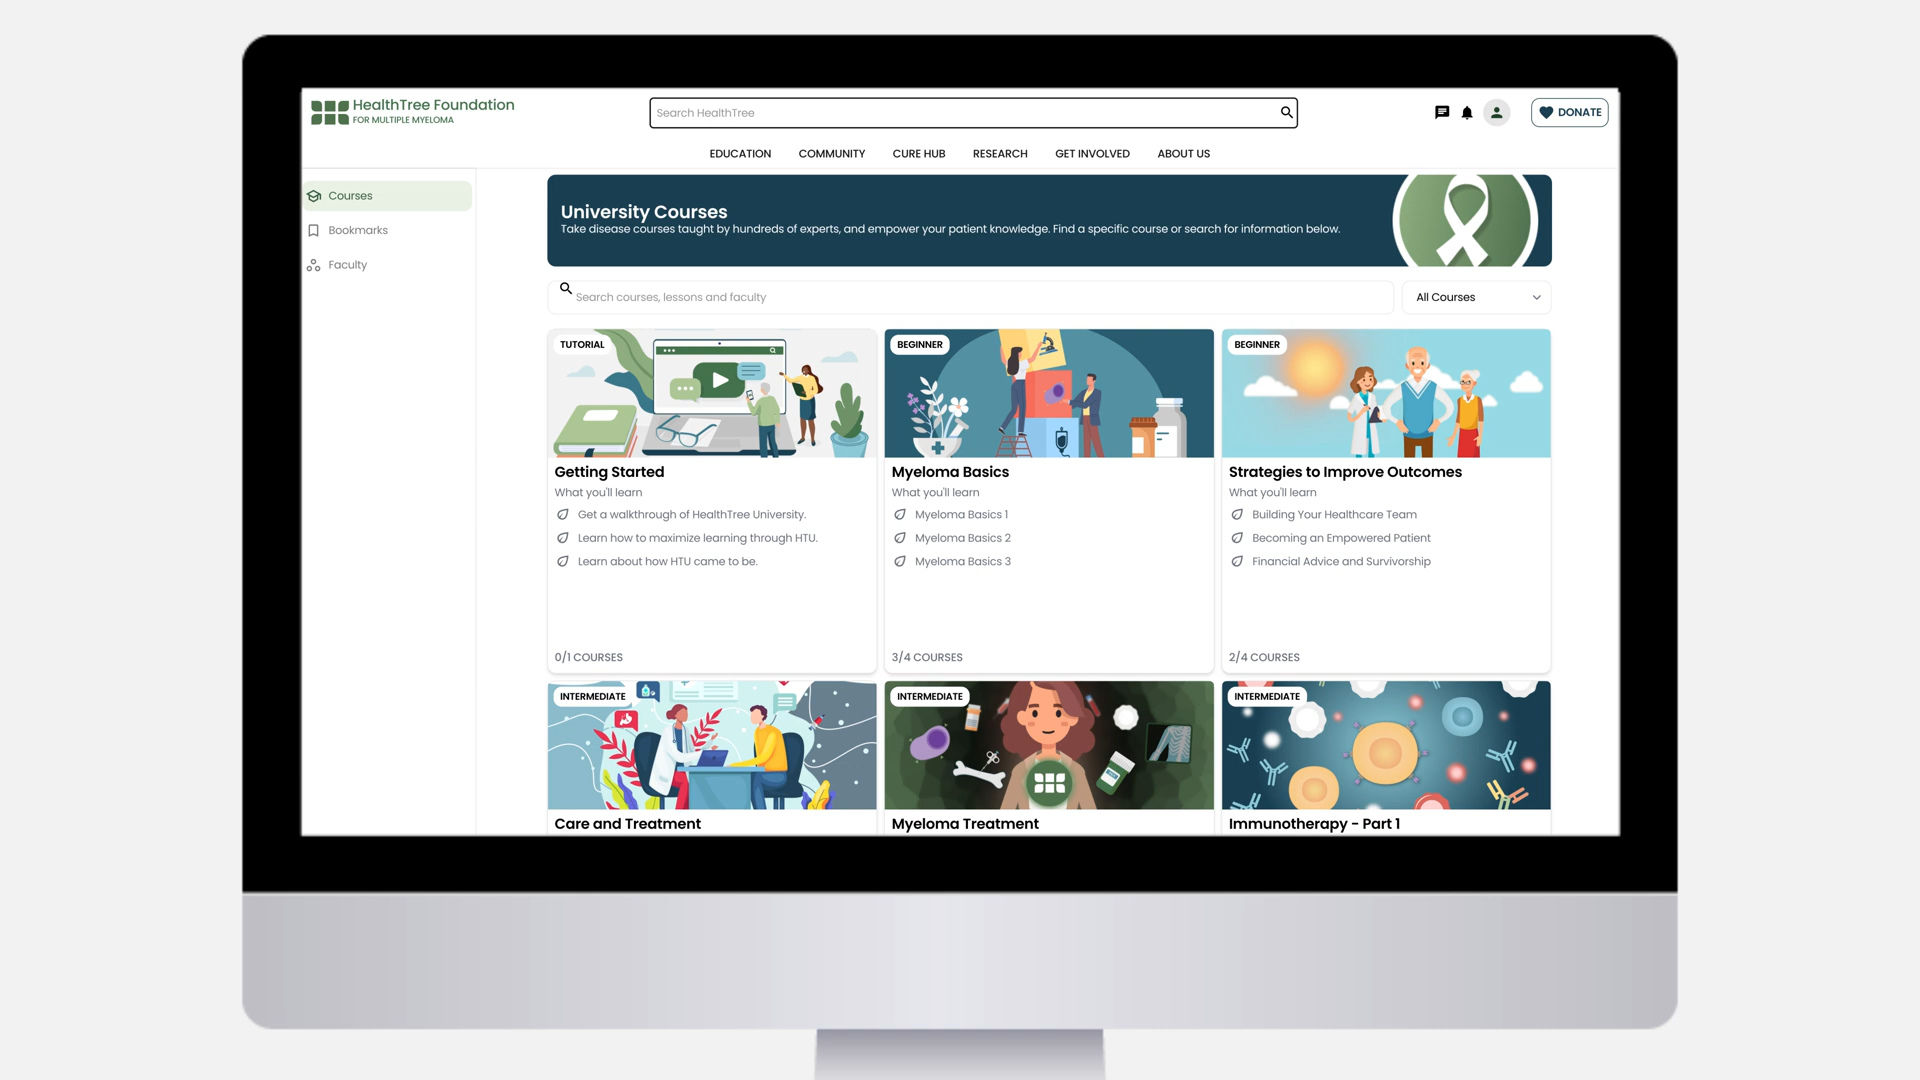 HealthTree Foundation
FOR MULTIPLE MYELOMA
Search HealthTree
DONATE
EDUCATION COMMUNITY CURE HUB RESEARCH GET INVOLVED ABOUT US
Courses
Bookmarks
Faculty
University Courses
Take disease courses taught by hundreds of experts, and empower your patient knowledge. Find a specific course or search for information below.
Search courses, lessons and faculty
All Courses
TUTORIAL
Getting Started
What you'll learn
Get a walkthrough of HealthTree University.
Learn how to maximize learning through HTU.
Learn about how HTU came to be.
0/1 COURSES
BEGINNER
Myeloma Basics
What you'll learn
Myeloma Basics 1
Myeloma Basics 2
Myeloma Basics 3
3/4 COURSES
BEGINNER
Strategies to Improve Outcomes
What you'll learn
Building Your Healthcare Team
Becoming an Empowered Patient
Financial Advice and Survivorship
2/4 COURSES
INTERMEDIATE
Care and Treatment
INTERMEDIATE
Myeloma Treatment
INTERMEDIATE
Immunotherapy - Part 1